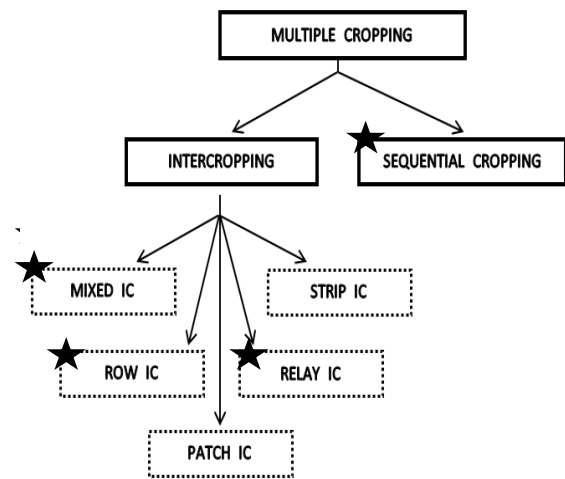 MULTIPLE CROPPING
INTERCROPPING
SEQUENTIAL CROPPING
MIXED IC
STRIP IC
ROW IC
RELAY IC
PATCH IC